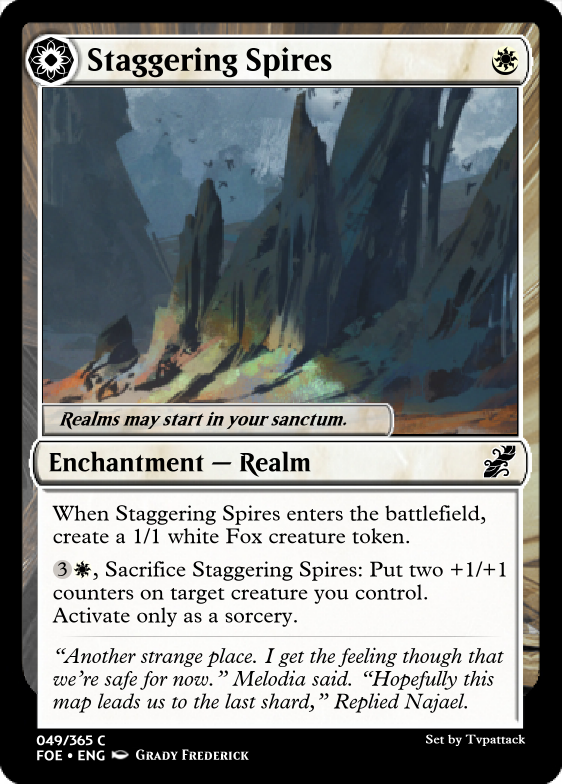 Staggering Spires
Realms may start in your sanctum.
Enchantment — Realm
When Staggering Spires enters the battlefield,
create a 1/1 white Fox creature token.
3, Sacrifice Staggering Spires: Put two +1/+1
counters on target creature you control.
Activate only as a sorcery.
“Another strange place. I get the feeling though that
we’re safe for now.” Melodia said. “Hopefully this
map leads us to the last shard,” Replied Najael.
049/365 C
FOE • ENG Grady Frederick
Set by Tvpattack